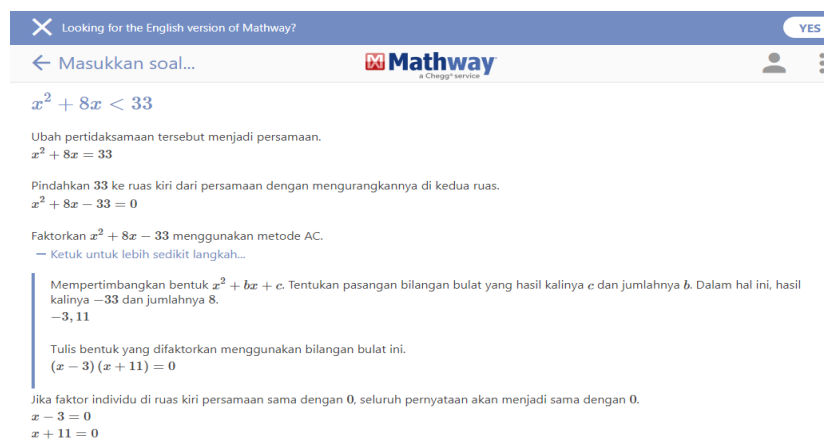 Looking for the English version of Mathway?
YES
← Masukkan soal...
Mathway
a Chegg® service
x² + 8x < 33
Ubah pertidaksamaan tersebut menjadi persamaan.
x² + 8x = 33
Pindahkan 33 ke ruas kiri dari persamaan dengan mengurangkannya di kedua ruas.
x² + 8x − 33 = 0
Faktorkan x² + 8x − 33 menggunakan metode AC.
− Ketuk untuk lebih sedikit langkah...
Mempertimbangkan bentuk x² + bx + c. Tentukan pasangan bilangan bulat yang hasil kalinya c dan jumlahnya b. Dalam hal ini, hasil
kalinya −33 dan jumlahnya 8.
−3, 11
Tulis bentuk yang difaktorkan menggunakan bilangan bulat ini.
(x − 3) (x + 11) = 0
Jika faktor individu di ruas kiri persamaan sama dengan 0, seluruh pernyataan akan menjadi sama dengan 0.
x − 3 = 0
x + 11 = 0